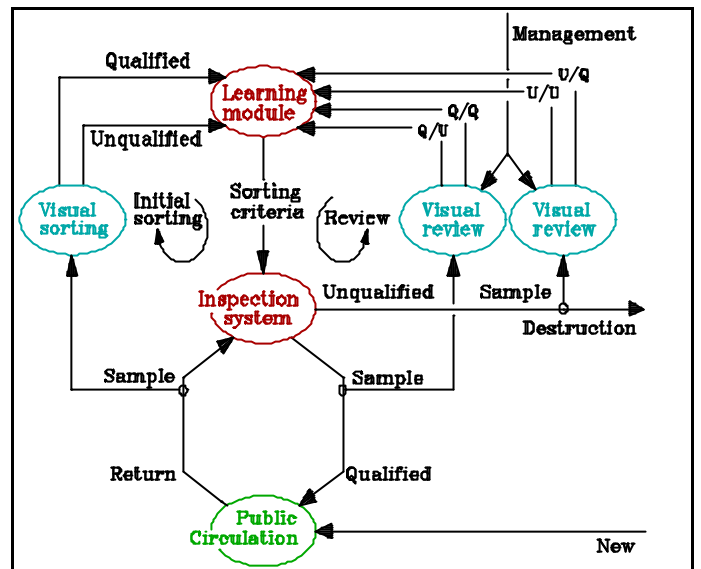 Management
Qualified
U/Q
Learning
module
U/U
Q/Q
Unqualified
Q/U
Visual
sorting
Initial
sorting
Sorting
criteria
Review
Visual
review
Visual
review
Inspection
system
Unqualified
Sample
Destruction
Sample
Sample
Return
Qualified
Public
Circulation
New